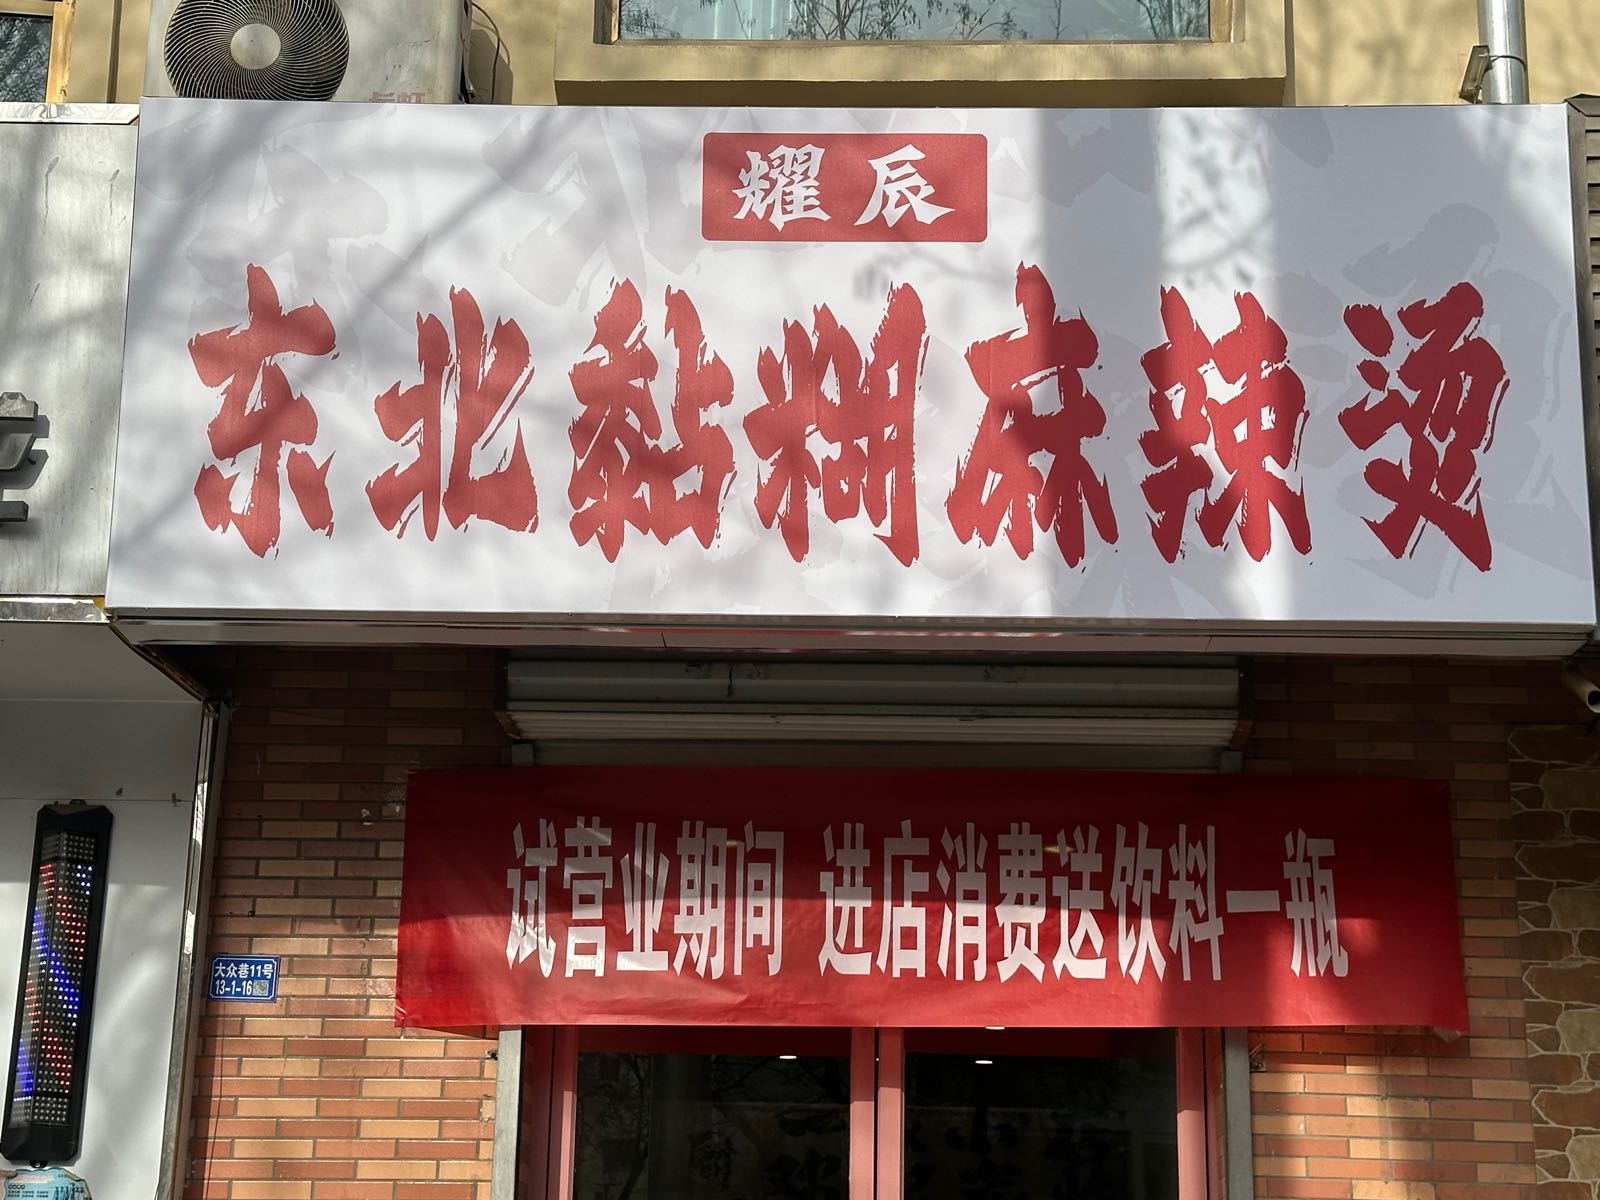 耀辰
东北黏糊麻辣烫
试营业期间 进店消费送饮料一瓶
大众巷11号
13-1-16